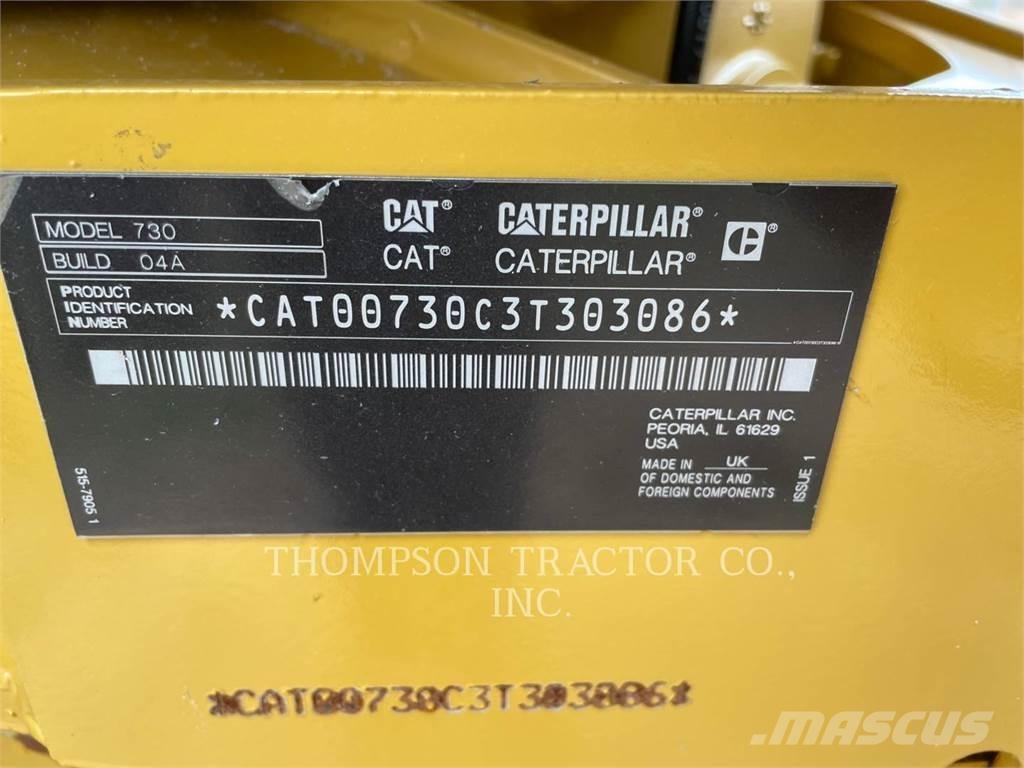 MODEL 730
BUILD 04A
CAT® CATERPILLAR® C®
CAT® CATERPILLAR®
PRODUCT
IDENTIFICATION
NUMBER
*CAT00730C3T303086*
CATERPILLAR INC.
PEORIA, IL 61629
USA
MADE IN UK
OF DOMESTIC AND
FOREIGN COMPONENTS
ISSUE 1
515-7905 1
THOMPSON TRACTOR CO.,
INC.
*CAT00730C3T303086*
MASCUS